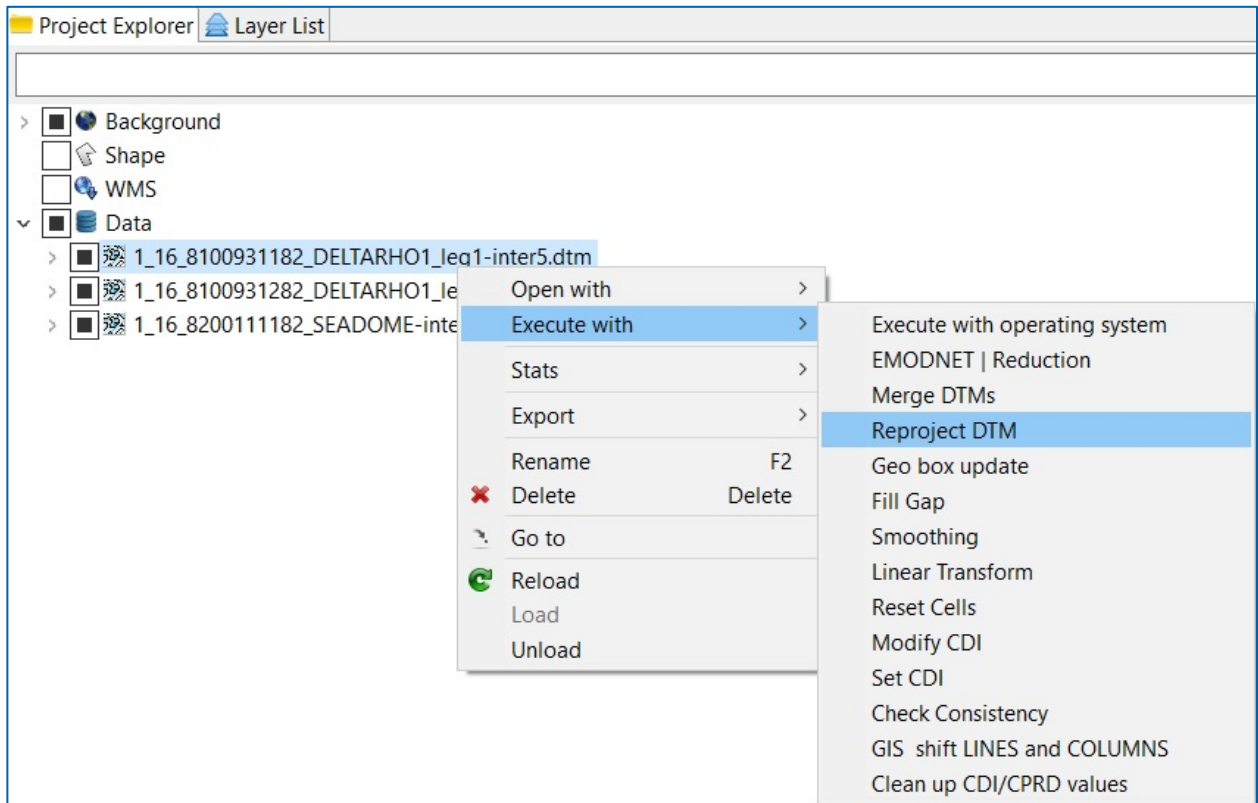 Project Explorer Layer List
Background
Shape
WMS
Data
1_16_8100931182_DELTARHO1_leg1-inter5.dtm
1_16_8100931282_DELTARHO1_le
1_16_8200111182_SEADOME-inte
Open with
Execute with
Stats
Export
Rename F2
Delete Delete
Go to
Reload
Load
Unload
Execute with operating system
EMODNET | Reduction
Merge DTMs
Reproject DTM
Geo box update
Fill Gap
Smoothing
Linear Transform
Reset Cells
Modify CDI
Set CDI
Check Consistency
GIS shift LINES and COLUMNS
Clean up CDI/CPRD values